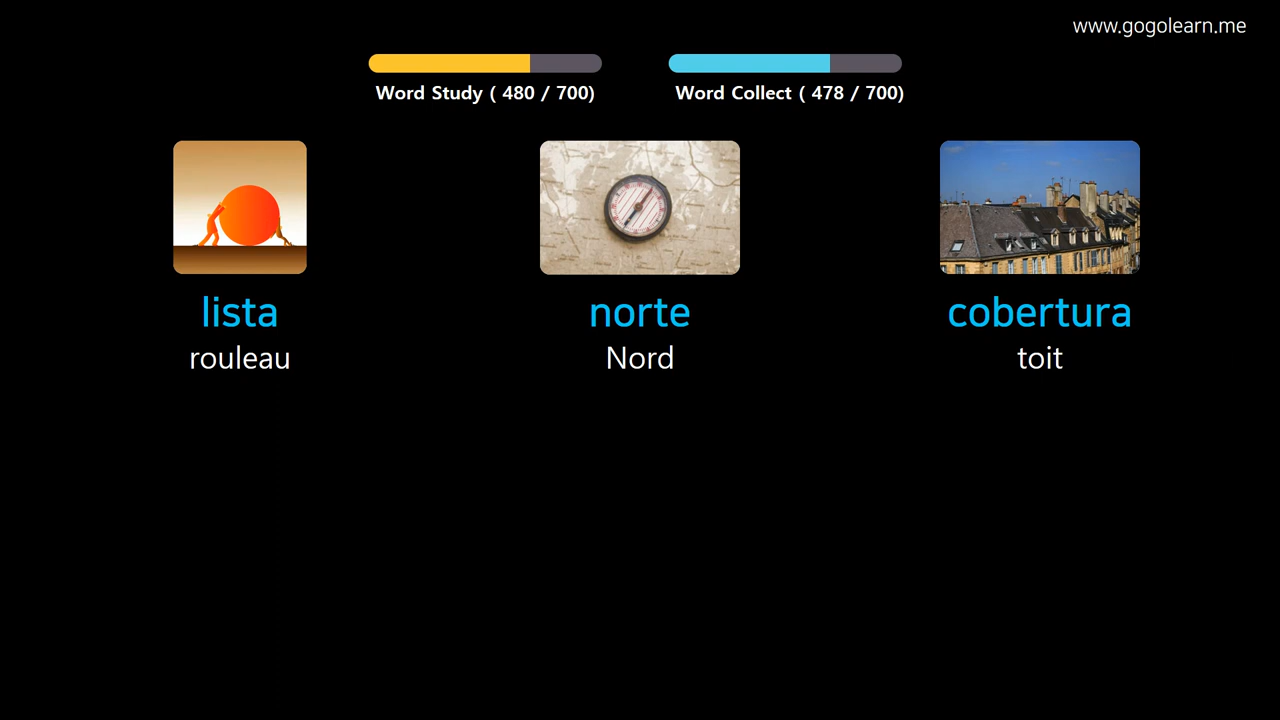 www.gogolearn.me
Word Study ( 480 / 700)
Word Collect ( 478 / 700)
lista
rouleau
norte
Nord
cobertura
toit